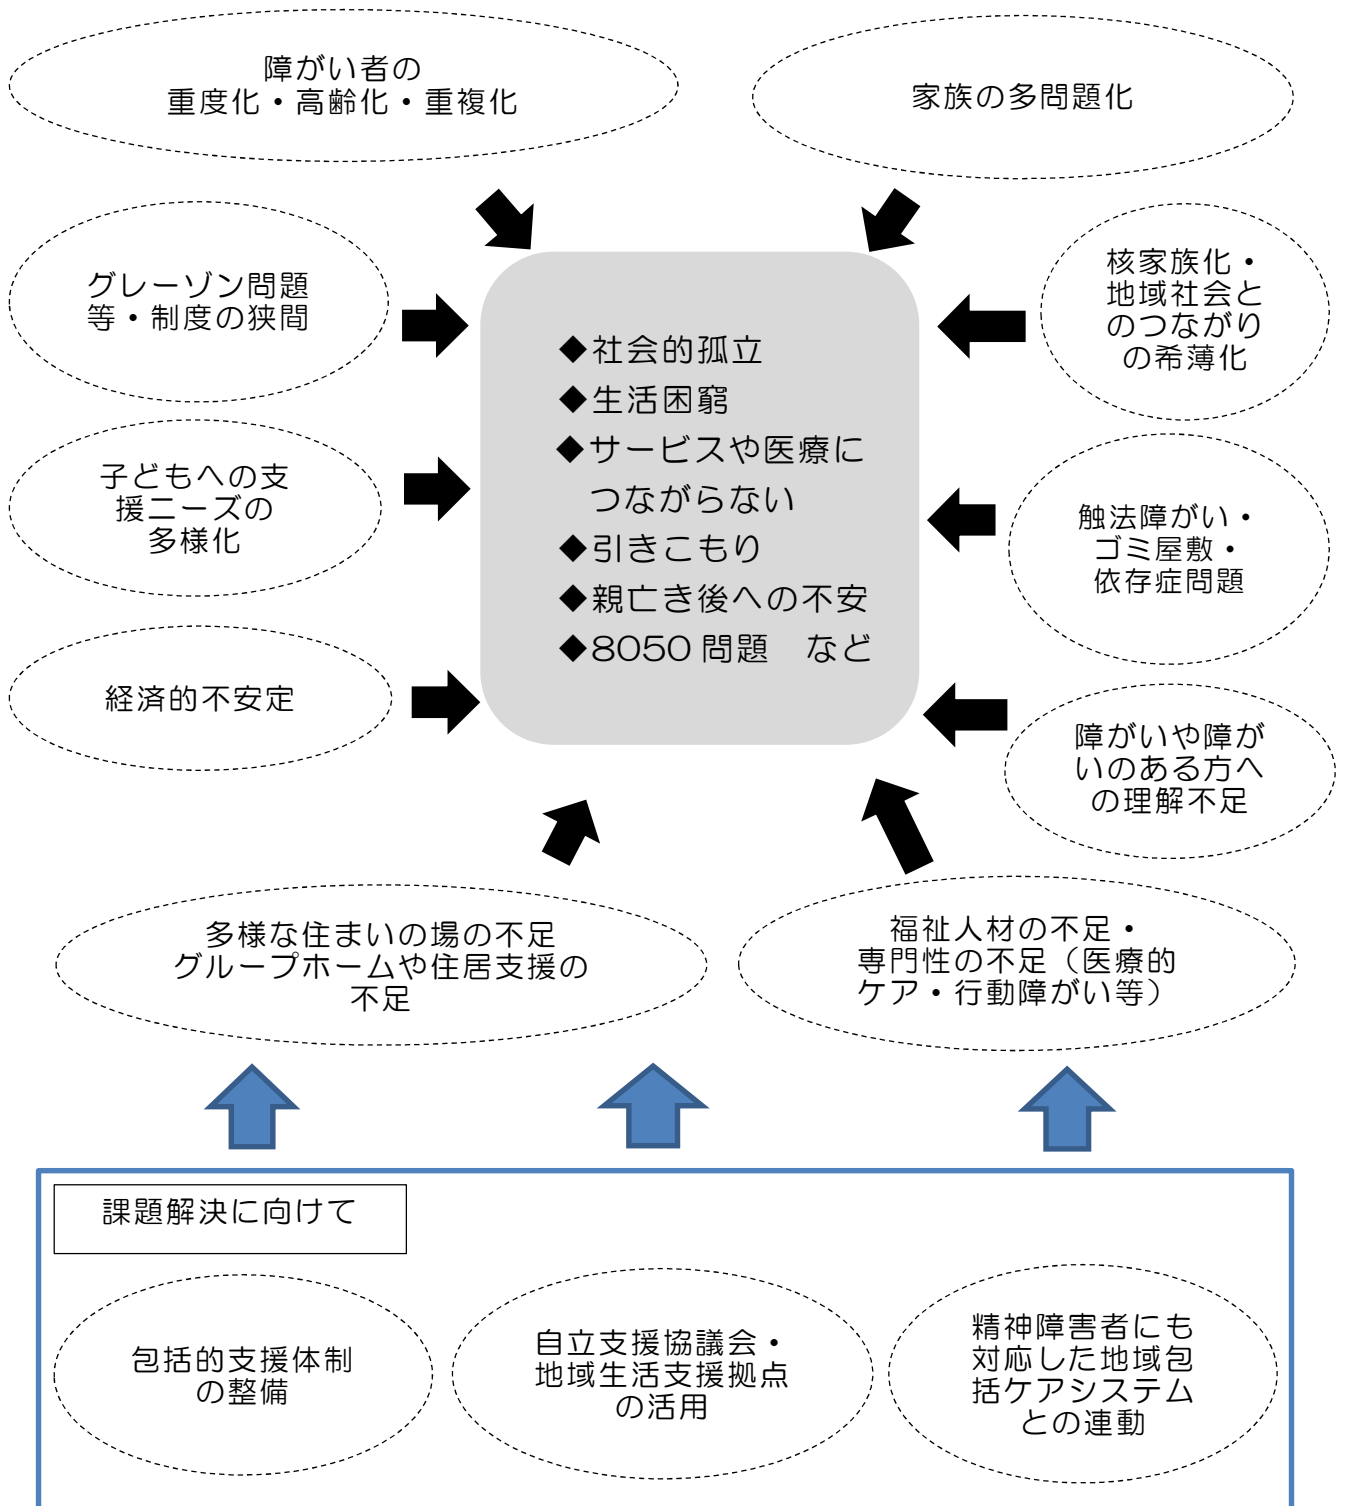 障がい者の
重度化・高齢化・重複化
家族の多問題化
グレーゾン問題
等・制度の狭間
核家族化・
地域社会と
のつながり
の希薄化
◆社会的孤立
◆生活困窮
◆サービスや医療に
つながらない
◆引きこもり
◆親亡き後への不安
◆8050問題　など
子どもへの支
援ニーズの
多様化
触法障がい・
ゴミ屋敷・
依存症問題
経済的不安定
障がいや障が
いのある方へ
の理解不足
多様な住まいの場の不足
グループホームや住居支援の
不足
福祉人材の不足・
専門性の不足（医療的
ケア・行動障がい等）
課題解決に向けて
包括的支援体制
の整備
自立支援協議会・
地域生活支援拠点
の活用
精神障害者にも
対応した地域包
括ケアシステム
との連動